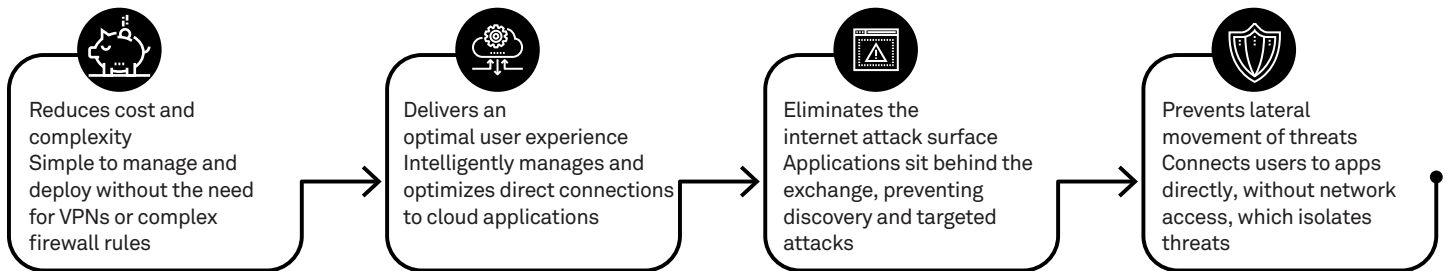 Reduces cost and
complexity
Simple to manage and
deploy without the need
for VPNs or complex
firewall rules
Delivers an
optimal user experience
Intelligently manages and
optimizes direct connections
to cloud applications
Eliminates the
internet attack surface
Applications sit behind the
exchange, preventing
discovery and targeted
attacks
Prevents lateral
movement of threats
Connects users to apps
directly, without network
access, which isolates
threats